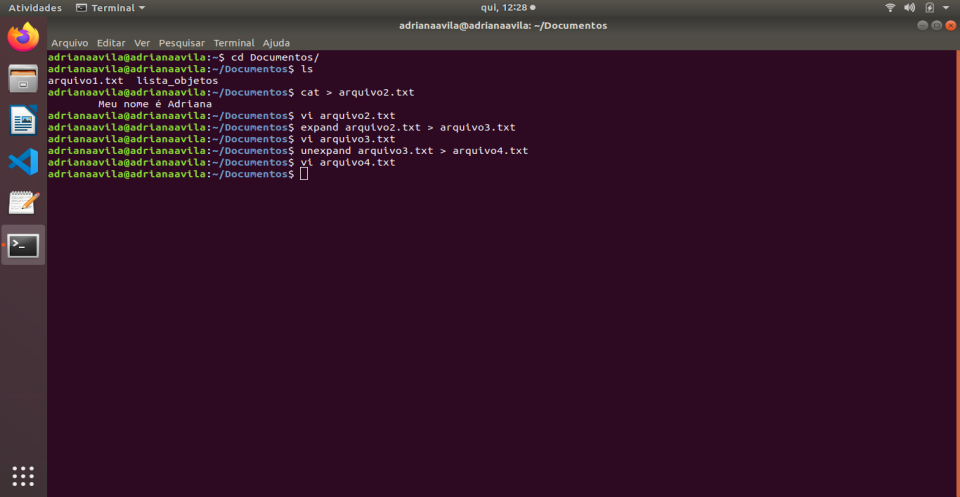 Atividades Terminal qui, 12:28
adrianaavila@adrianaavila: ~/Documentos
Arquivo Editar Ver Pesquisar Terminal Ajuda
adrianaavila@adrianaavila:~$ cd Documentos/
adrianaavila@adrianaavila:~/Documentos$ ls
arquivo1.txt  lista_objetos
adrianaavila@adrianaavila:~/Documentos$ cat > arquivo2.txt
        Meu nome é Adriana
adrianaavila@adrianaavila:~/Documentos$ vi arquivo2.txt
adrianaavila@adrianaavila:~/Documentos$ expand arquivo2.txt > arquivo3.txt
adrianaavila@adrianaavila:~/Documentos$ vi arquivo3.txt
adrianaavila@adrianaavila:~/Documentos$ unexpand arquivo3.txt > arquivo4.txt
adrianaavila@adrianaavila:~/Documentos$ vi arquivo4.txt
adrianaavila@adrianaavila:~/Documentos$